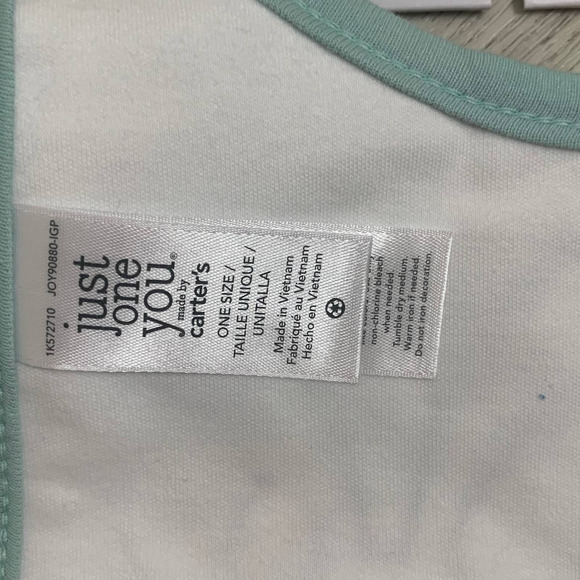 1K572710 JOY90880-IGP
just
one
you®
made by
carter's
ONE SIZE /
TAILLE UNIQUE /
UNITALLA
Made in Vietnam
Fabriqué au Vietnam
Hecho en Vietnam
non-chlorine bleach
when needed.
Tumble dry medium.
Warm iron if needed.
Do not iron decoration.